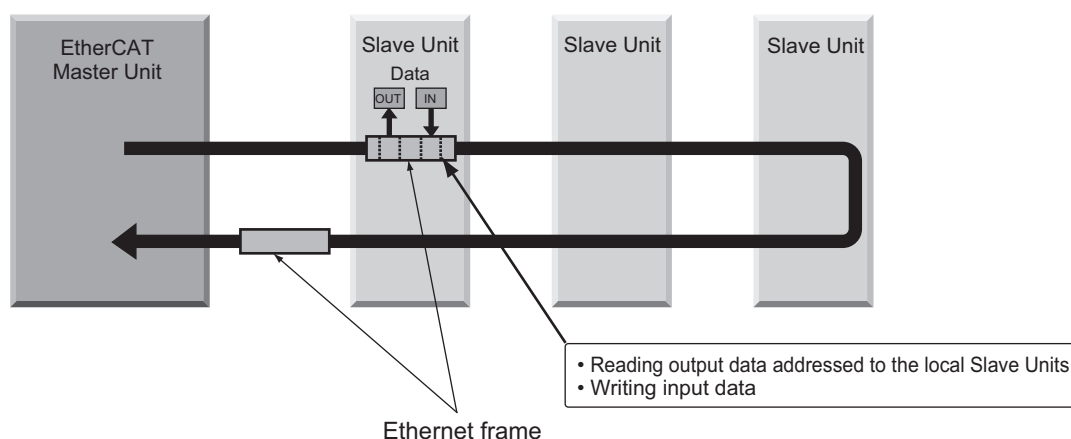 EtherCAT
Master Unit
Slave Unit
Data
OUT
IN
Slave Unit
Slave Unit
• Reading output data addressed to the local Slave Units
• Writing input data
Ethernet frame